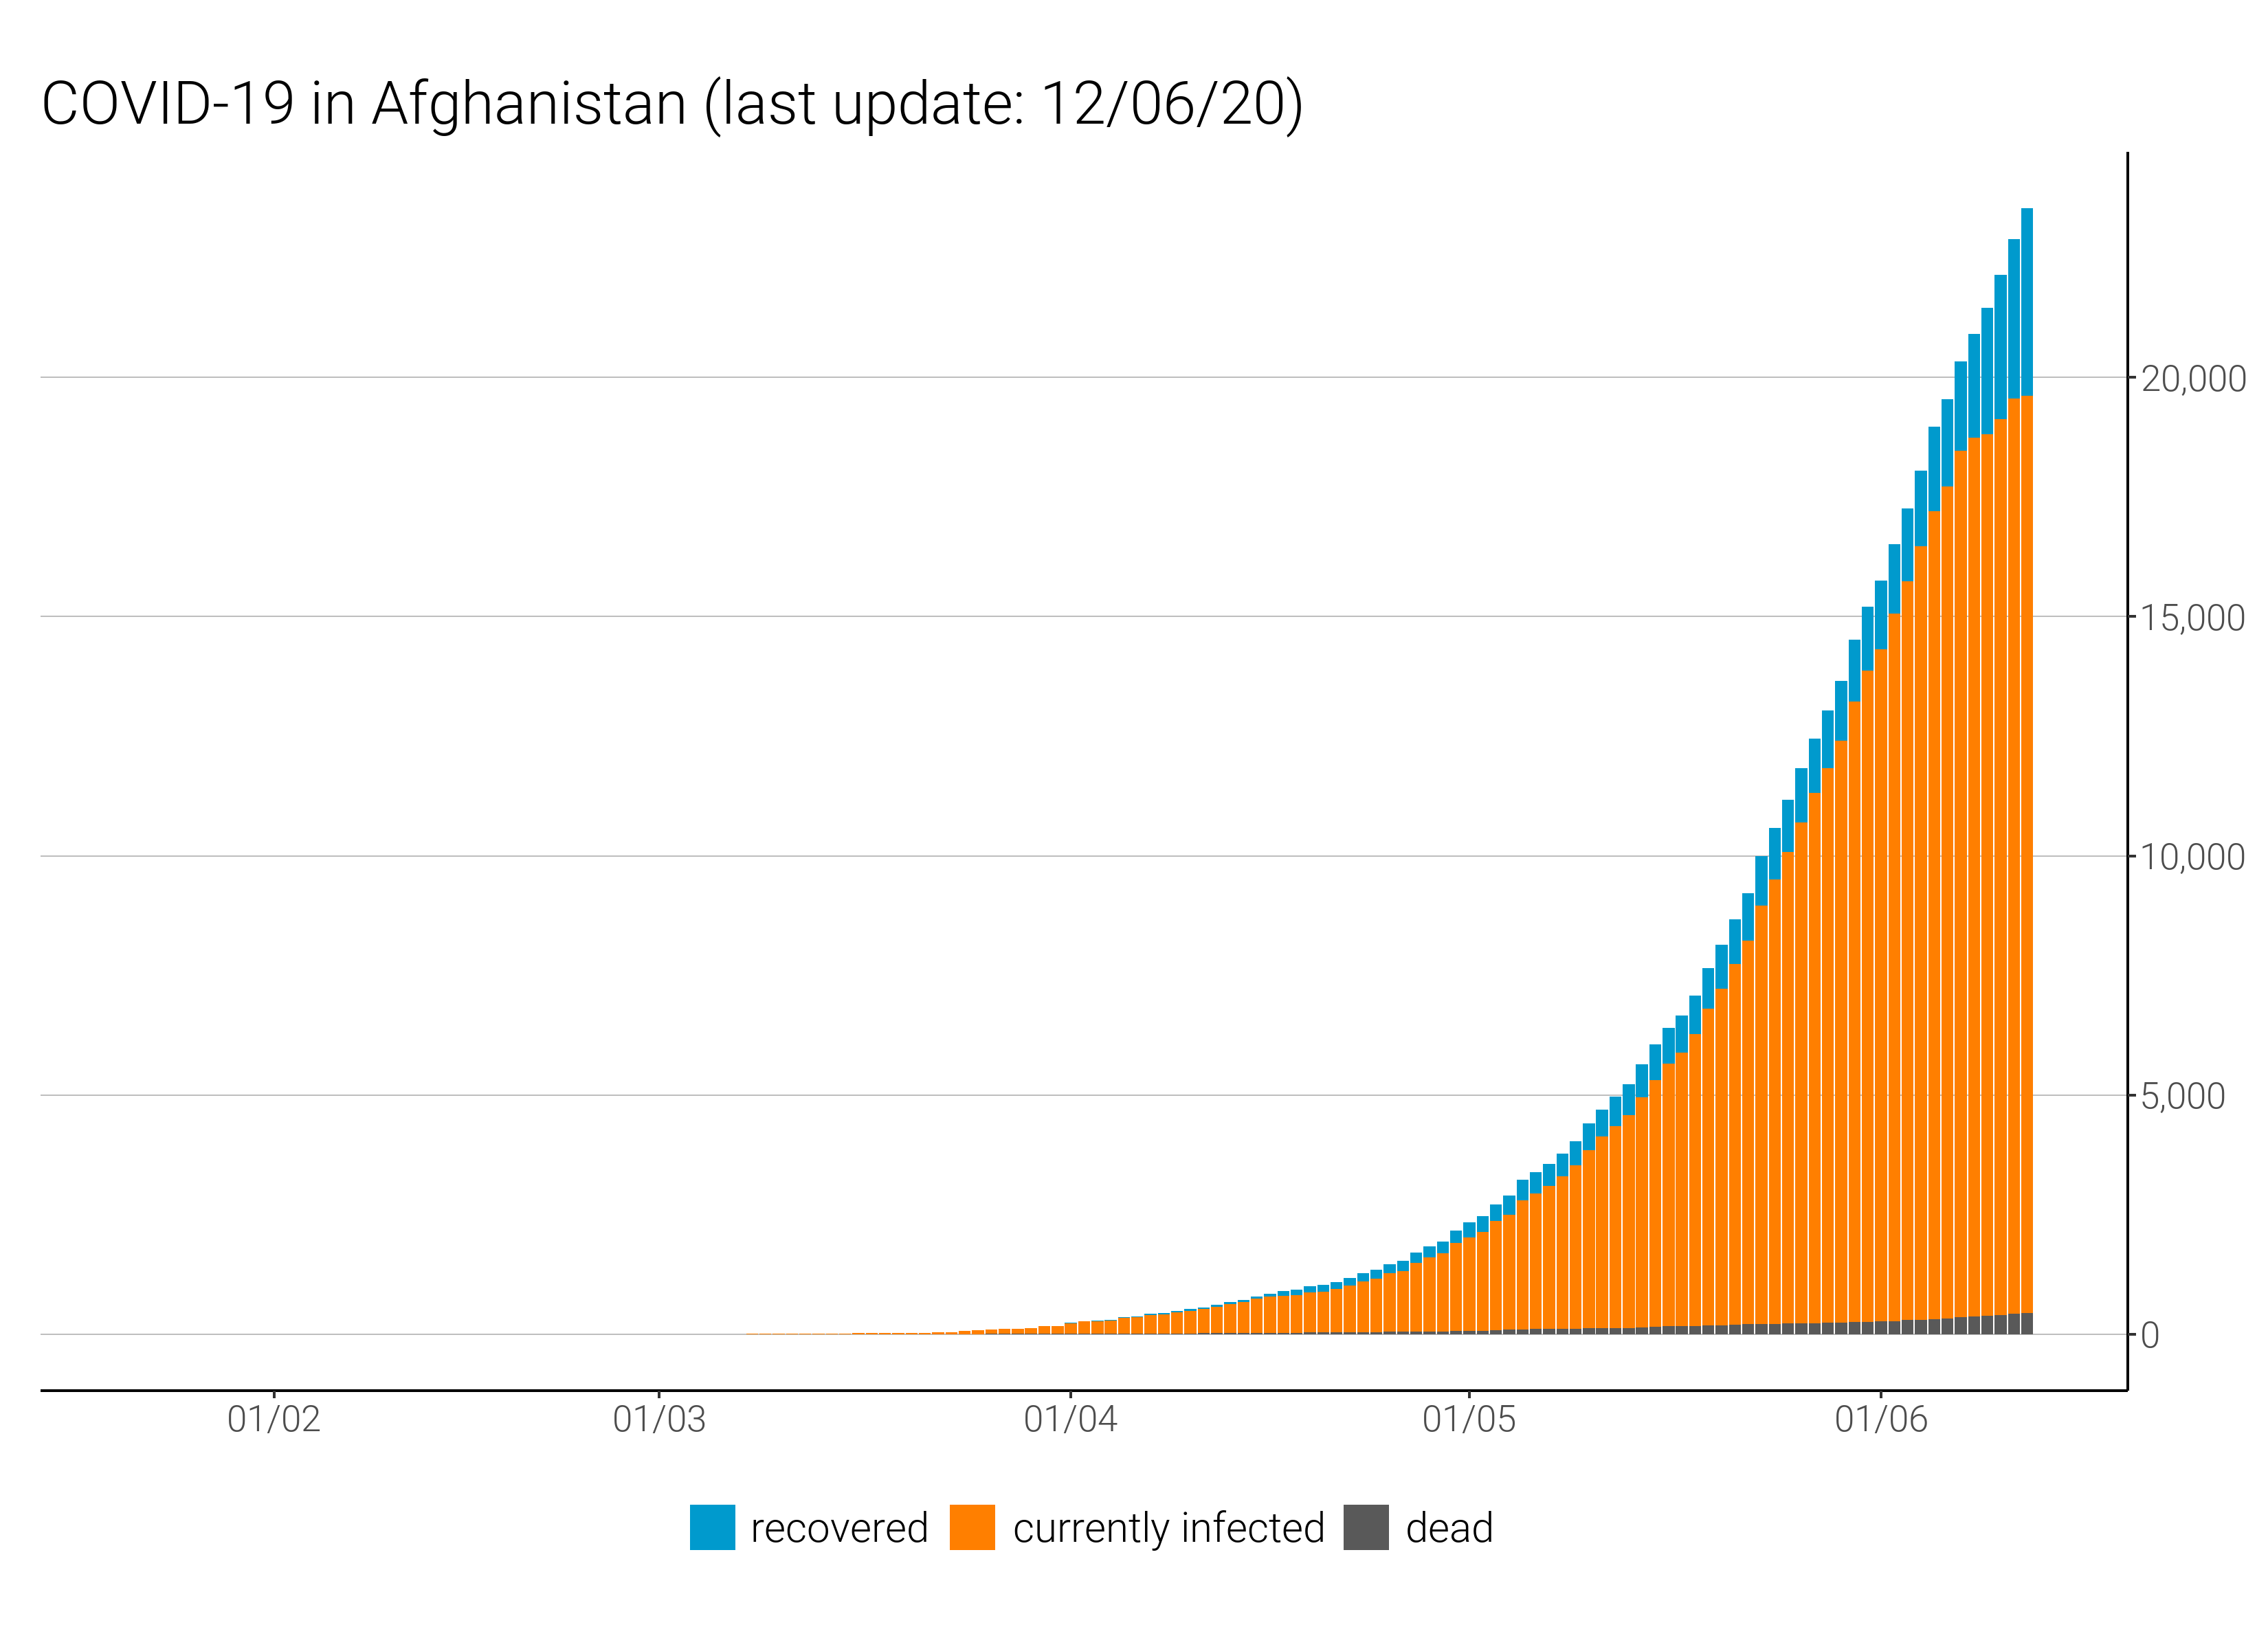 COVID-19 in Afghanistan (last update: 12/06/20)
20,000
15,000
10,000
5,000
0
01/02 01/03 01/04 01/05 01/06
recovered currently infected dead